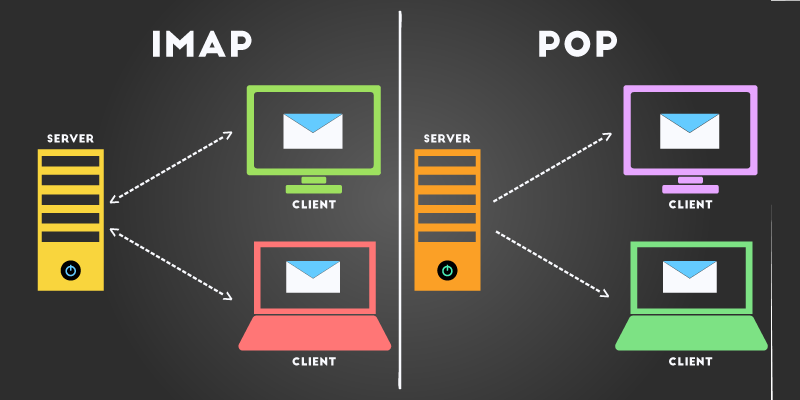 IMAP
SERVER
CLIENT
CLIENT
POP
SERVER
CLIENT
CLIENT